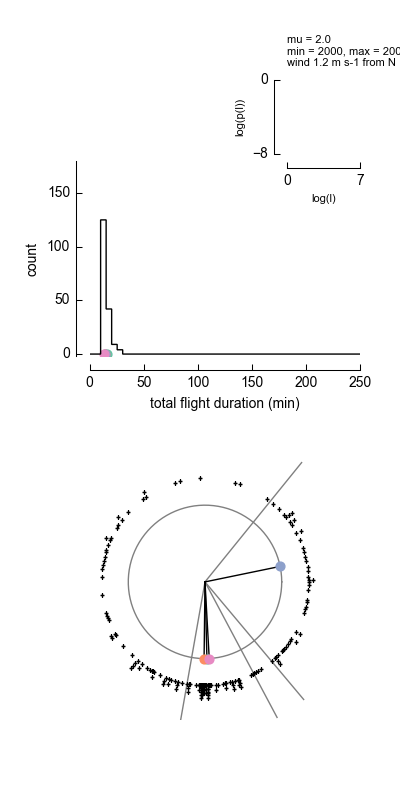 mu = 2.0
min = 2000, max = 200
wind 1.2 m s-1 from N
0
log(p(l))
−8
0 7
log(l)
150
100
50
0
count
0 50 100 150 200 250
total flight duration (min)